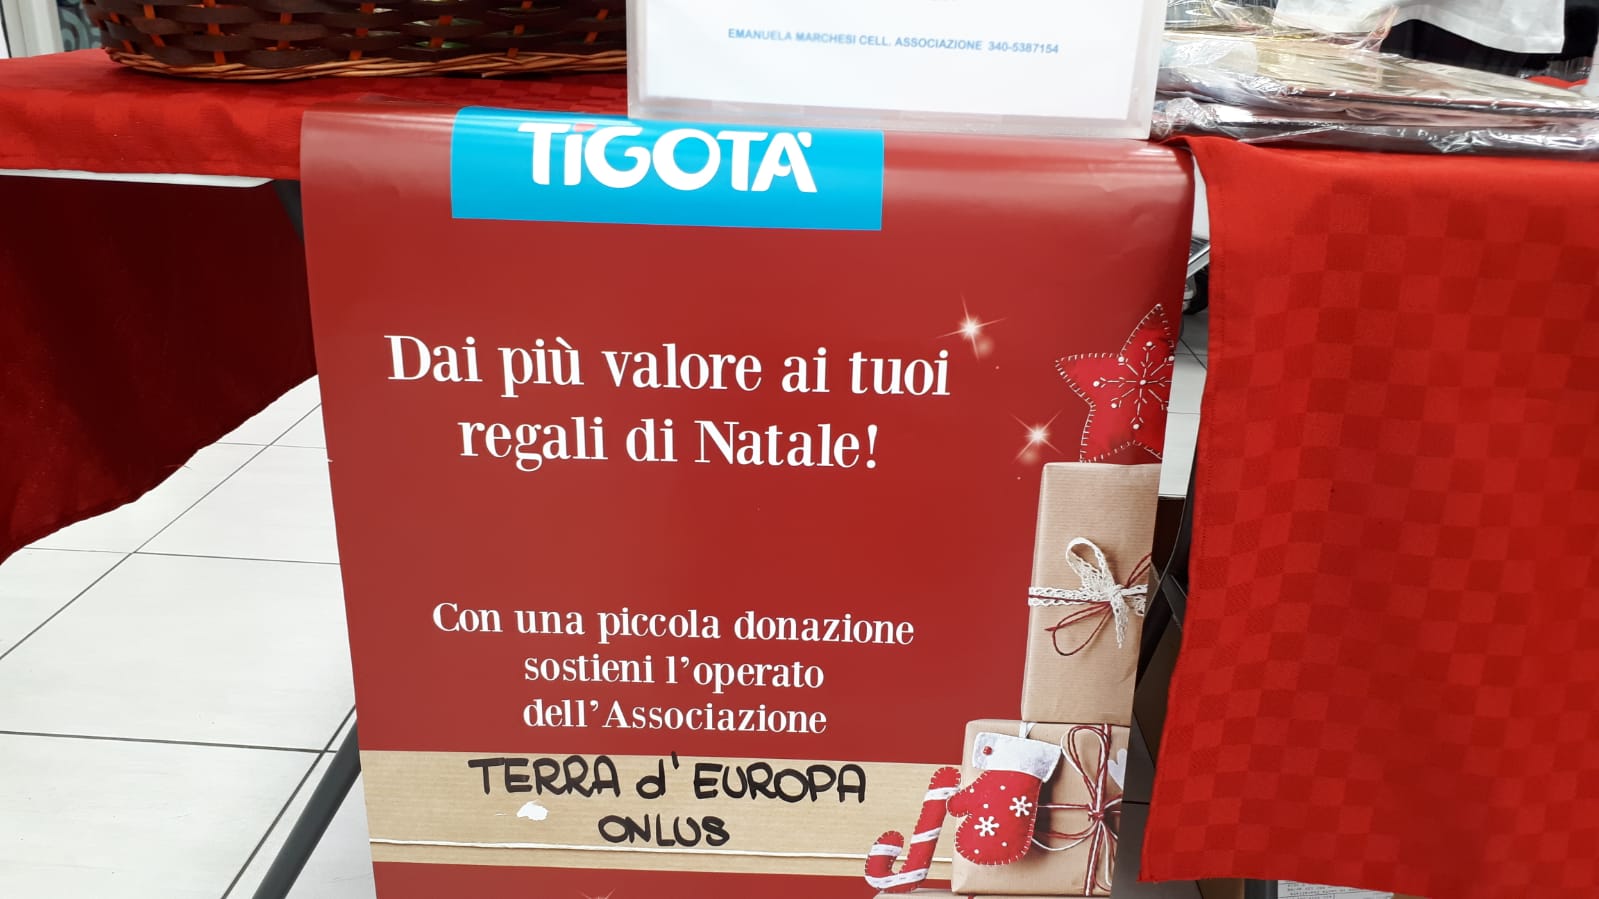 EMANUELA MARCHESI CELL. ASSOCIAZIONE 340-5387154
TIGOTA'
Dai più valore ai tuoi
regali di Natale!
Con una piccola donazione
sostieni l'operato
dell'Associazione
TERRA d'EUROPA
ONLUS